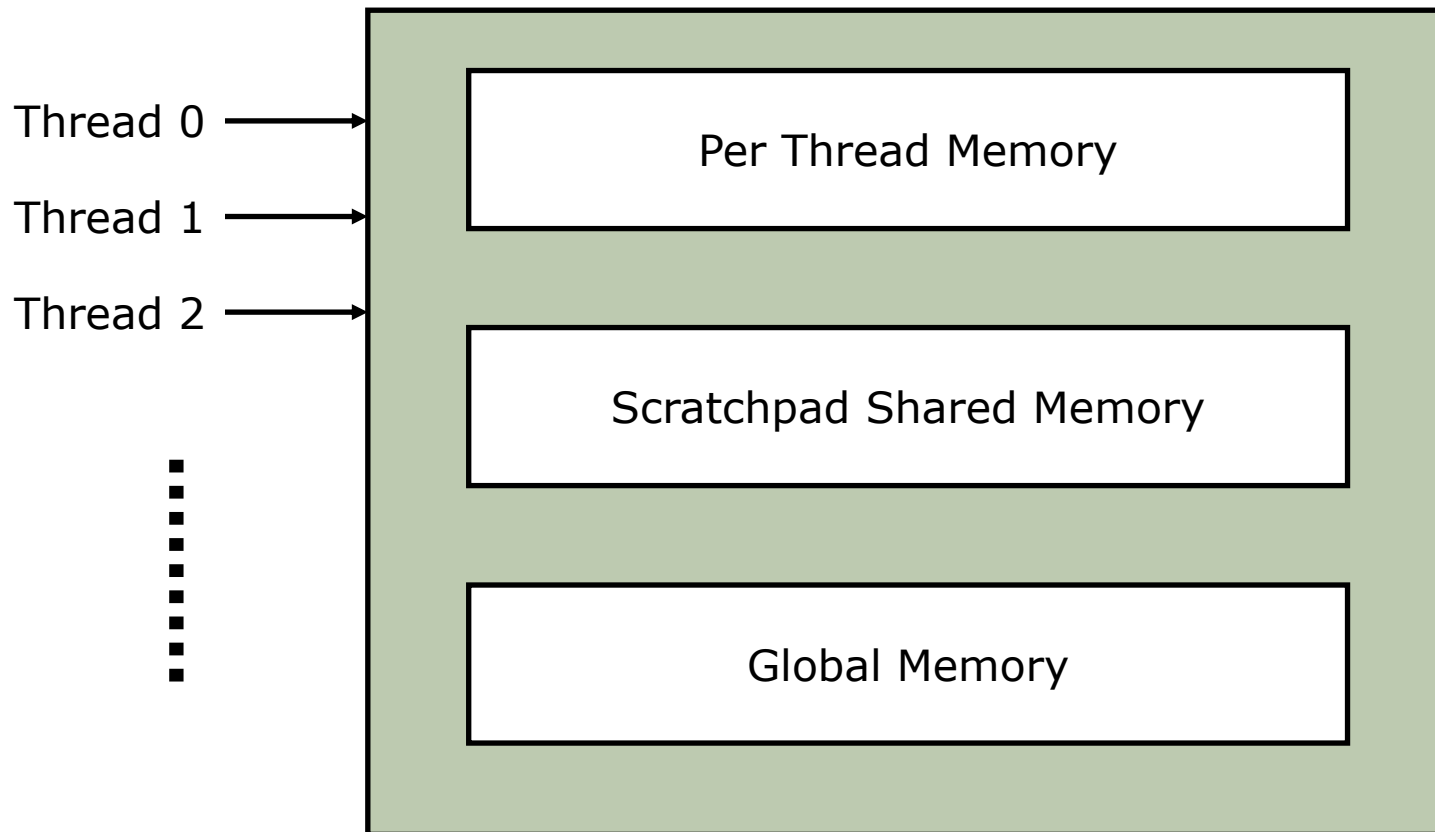 Thread 0
Thread 1
Thread 2
Per Thread Memory
Scratchpad Shared Memory
Global Memory